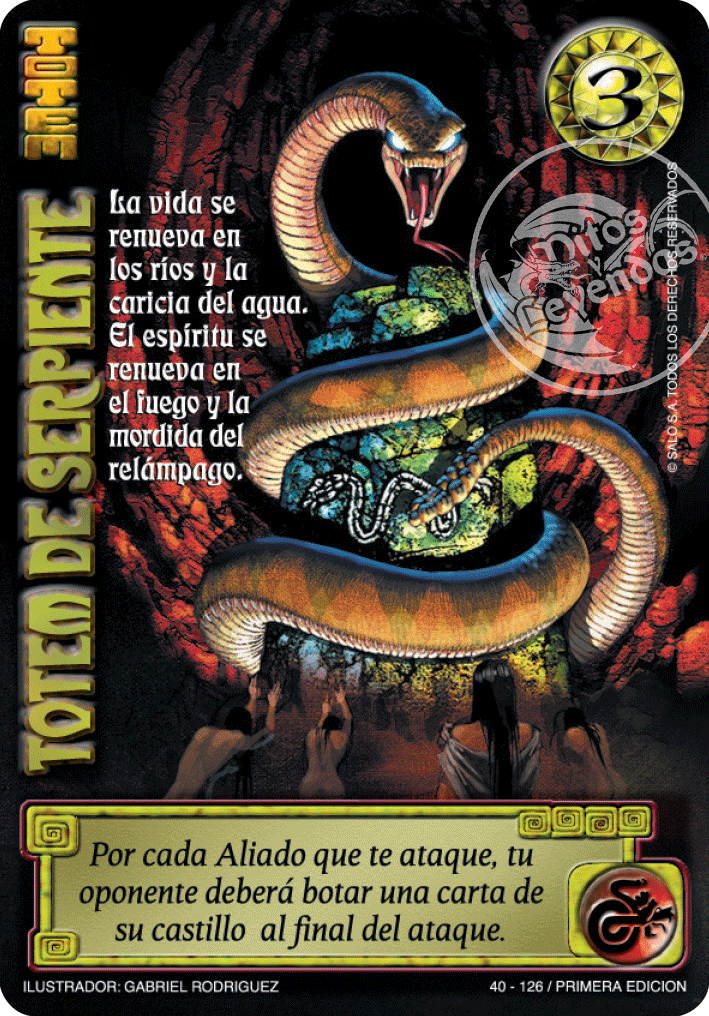 TOTEM
3
TOTEM DE SERPIENTE
La vida se
renueva en
los ríos y la
caricia del agua.
El espíritu se
renueva en
el fuego y la
mordida del
relámpago.
Mitos
y
Leyendas
© SALO S.A. TODOS LOS DERECHOS RESERVADOS
Por cada Aliado que te ataque, tu
oponente deberá botar una carta de
su castillo al final del ataque.
ILUSTRADOR: GABRIEL RODRIGUEZ
40 - 126 / PRIMERA EDICION